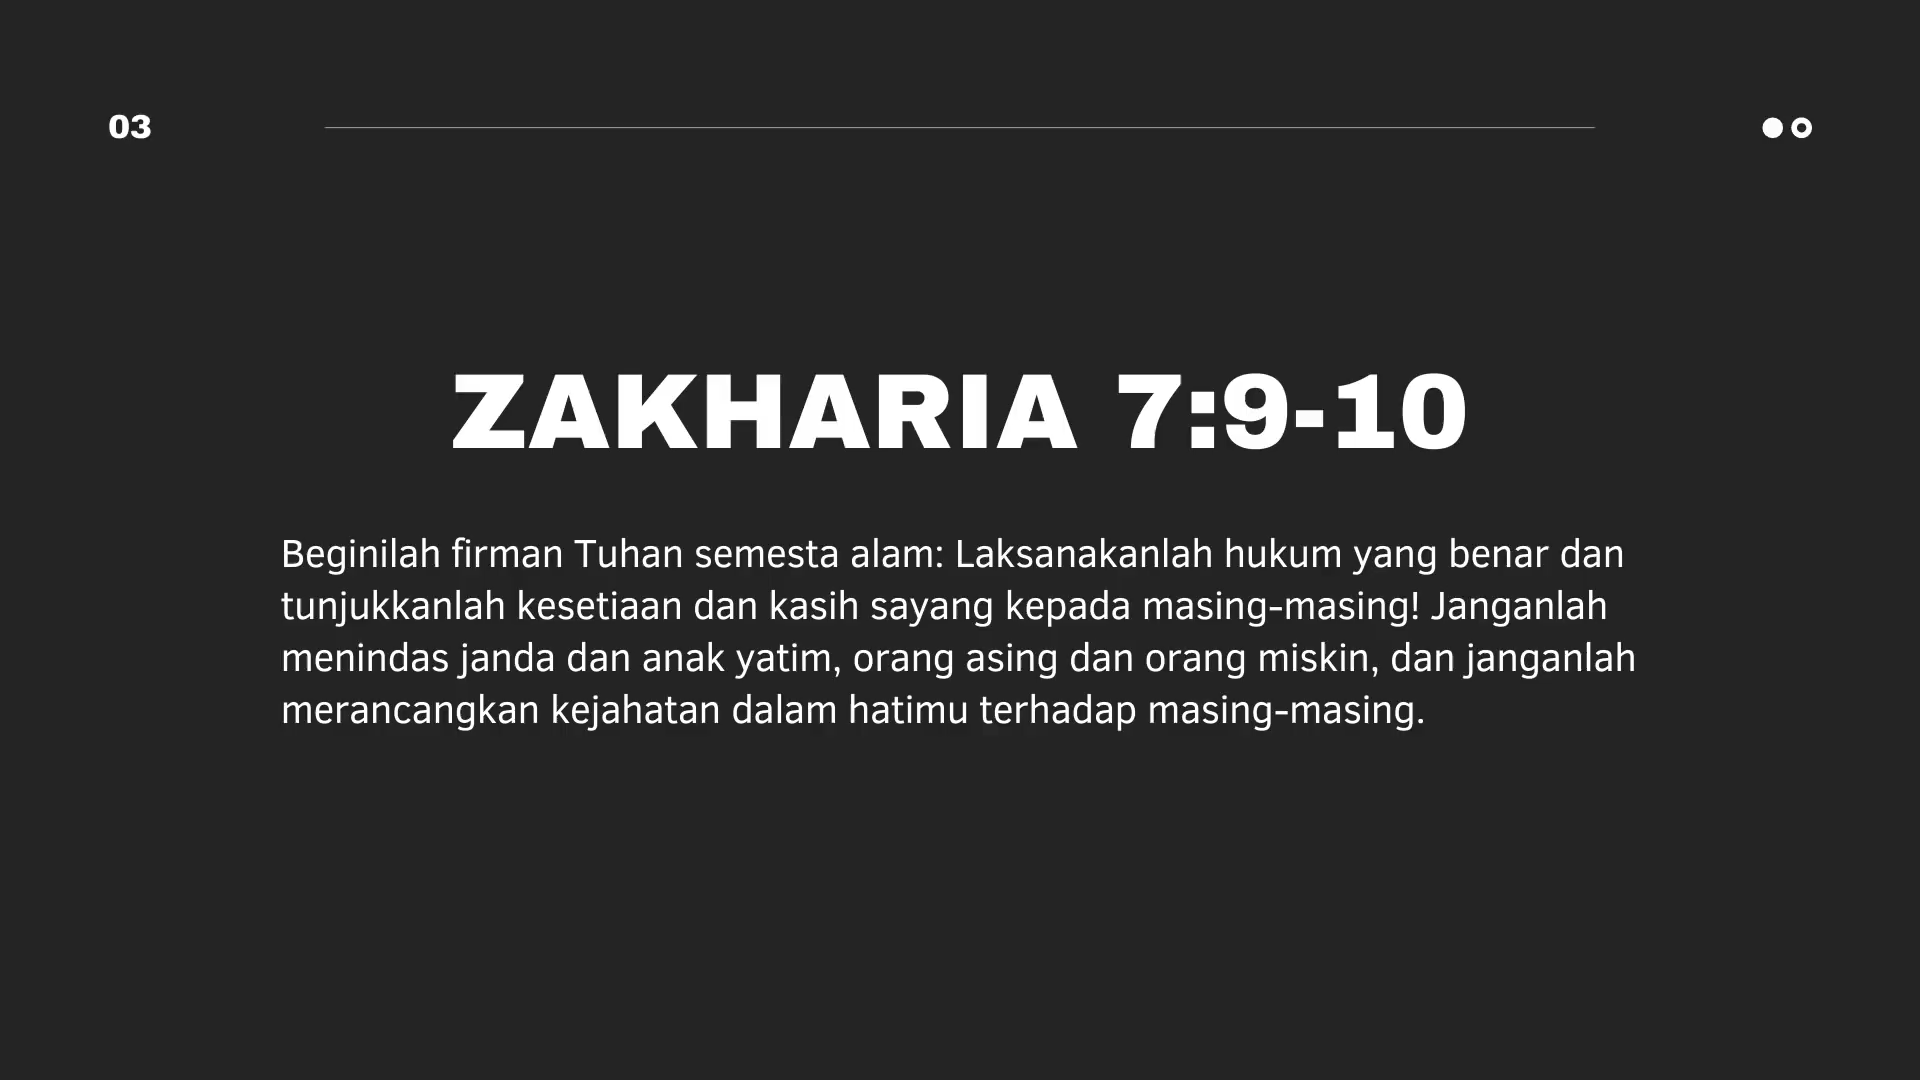 03
ZAKHARIA 7:9-10
Beginilah firman Tuhan semesta alam: Laksanakanlah hukum yang benar dan
tunjukkanlah kesetiaan dan kasih sayang kepada masing-masing! Janganlah
menindas janda dan anak yatim, orang asing dan orang miskin, dan janganlah
merancangkan kejahatan dalam hatimu terhadap masing-masing.